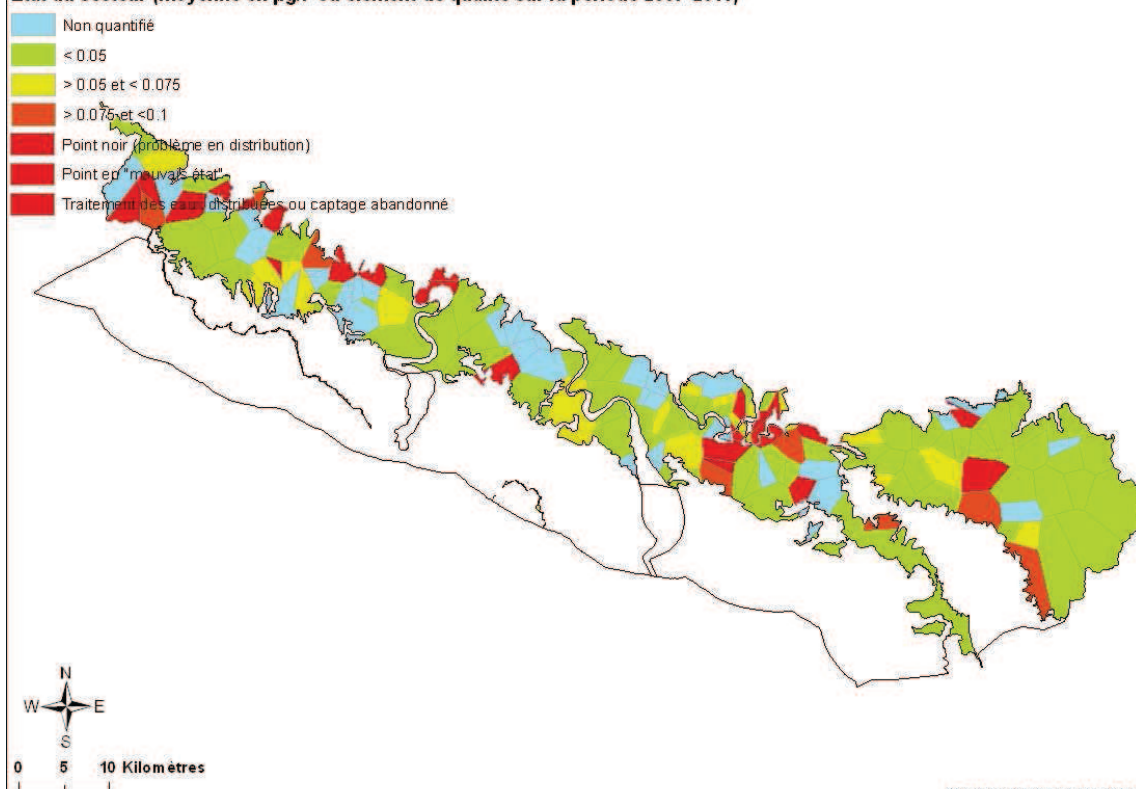 Non quantifié
< 0.05
> 0.05 et < 0.075
> 0.075 et <0.1
Point noir (problème en distribution)
Point en "mauvais état"
Traitement des eaux distribuées ou captage abandonné
N
W E
S
0 5 10 Kilomètres